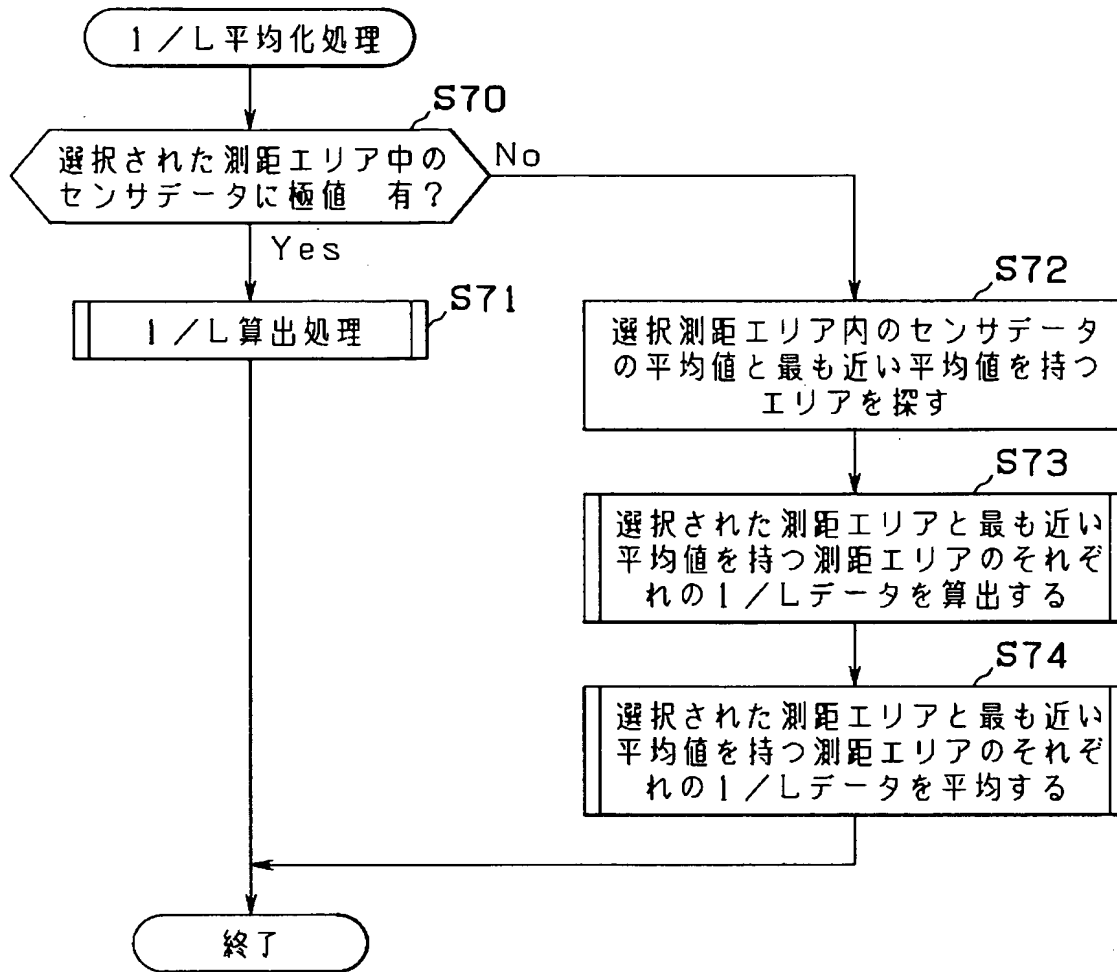 1／L平均化処理
S70
選択された測距エリア中の
センサデータに極値　有？
No
Yes
S71
1／L算出処理
S72
選択測距エリア内のセンサデータ
の平均値と最も近い平均値を持つ
エリアを探す
S73
選択された測距エリアと最も近い
平均値を持つ測距エリアのそれぞ
れの1／Lデータを算出する
S74
選択された測距エリアと最も近い
平均値を持つ測距エリアのそれぞ
れの1／Lデータを平均する
終了